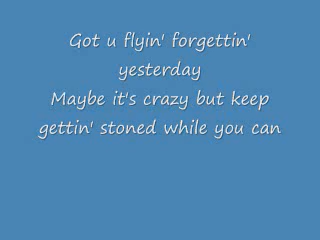 Got u flyin' forgettin'
yesterday
Maybe it's crazy but keep
gettin' stoned while you can